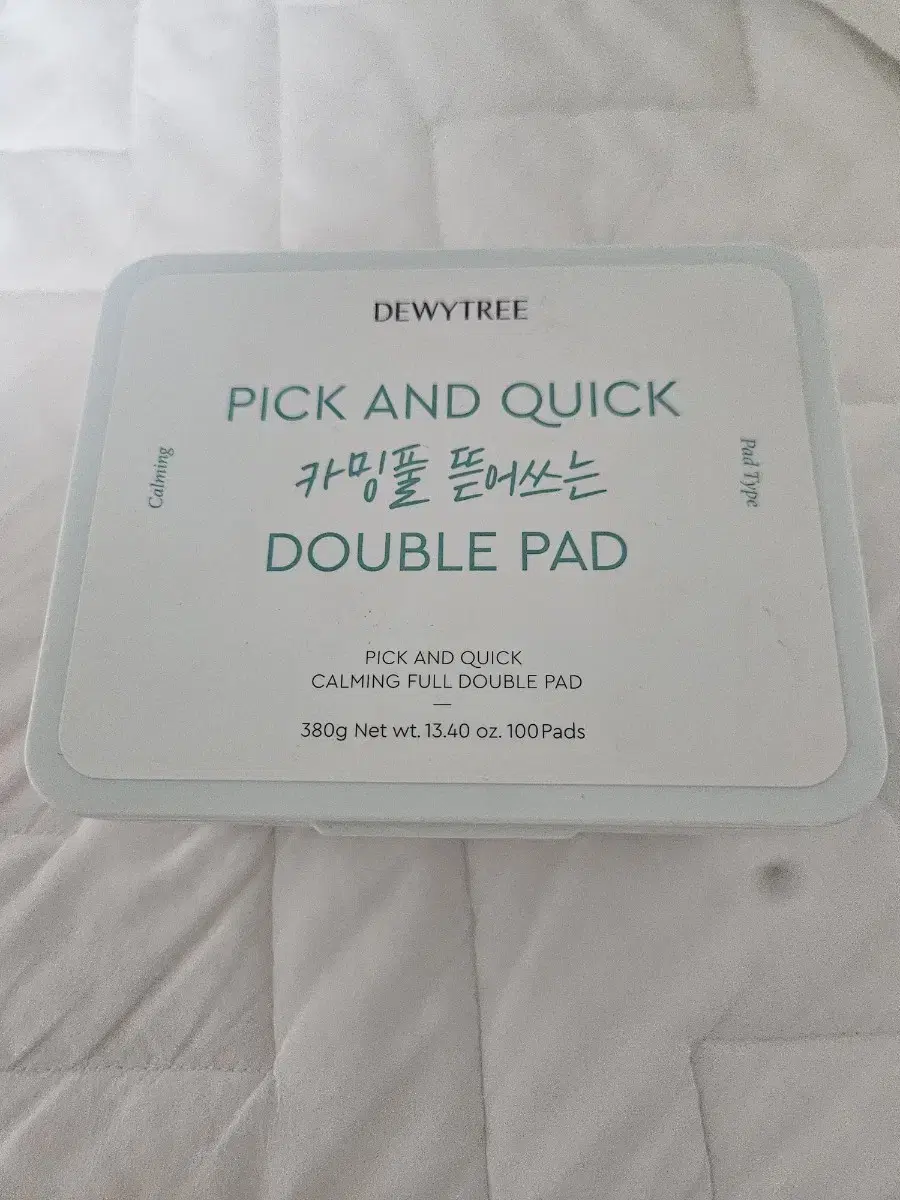 DEWYTREE
PICK AND QUICK
카밍풀 뜯어쓰는
Calming
Pad Type
DOUBLE PAD
PICK AND QUICK
CALMING FULL DOUBLE PAD
380g Net wt. 13.40 oz. 100Pads